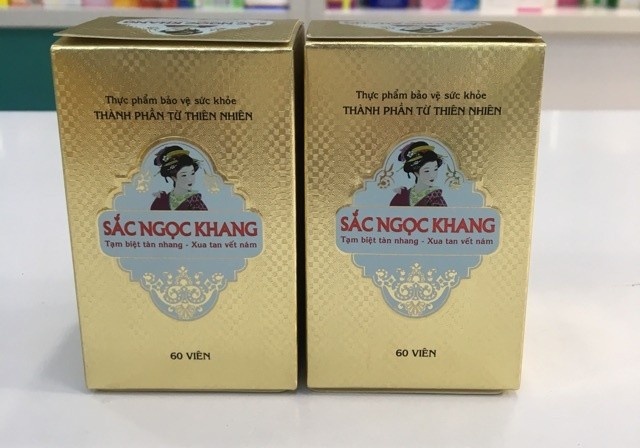 Thực phẩm bảo vệ sức khỏe
THÀNH PHẦN TỪ THIÊN NHIÊN
SẮC NGỌC KHANG
Tạm biệt tàn nhang - Xua tan vết nám
60 VIÊN
Thực phẩm bảo vệ sức khỏe
THÀNH PHẦN TỪ THIÊN NHIÊN
SẮC NGỌC KHANG
Tạm biệt tàn nhang - Xua tan vết nám
60 VIÊN